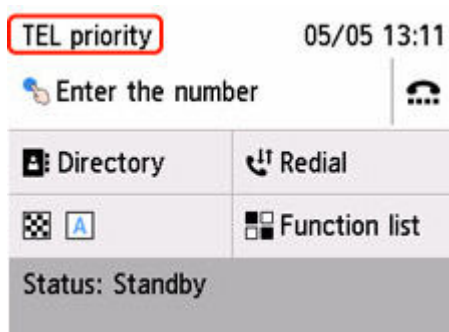 TEL priority 05/05 13:11
Enter the number
Directory Redial
A Function list
Status: Standby